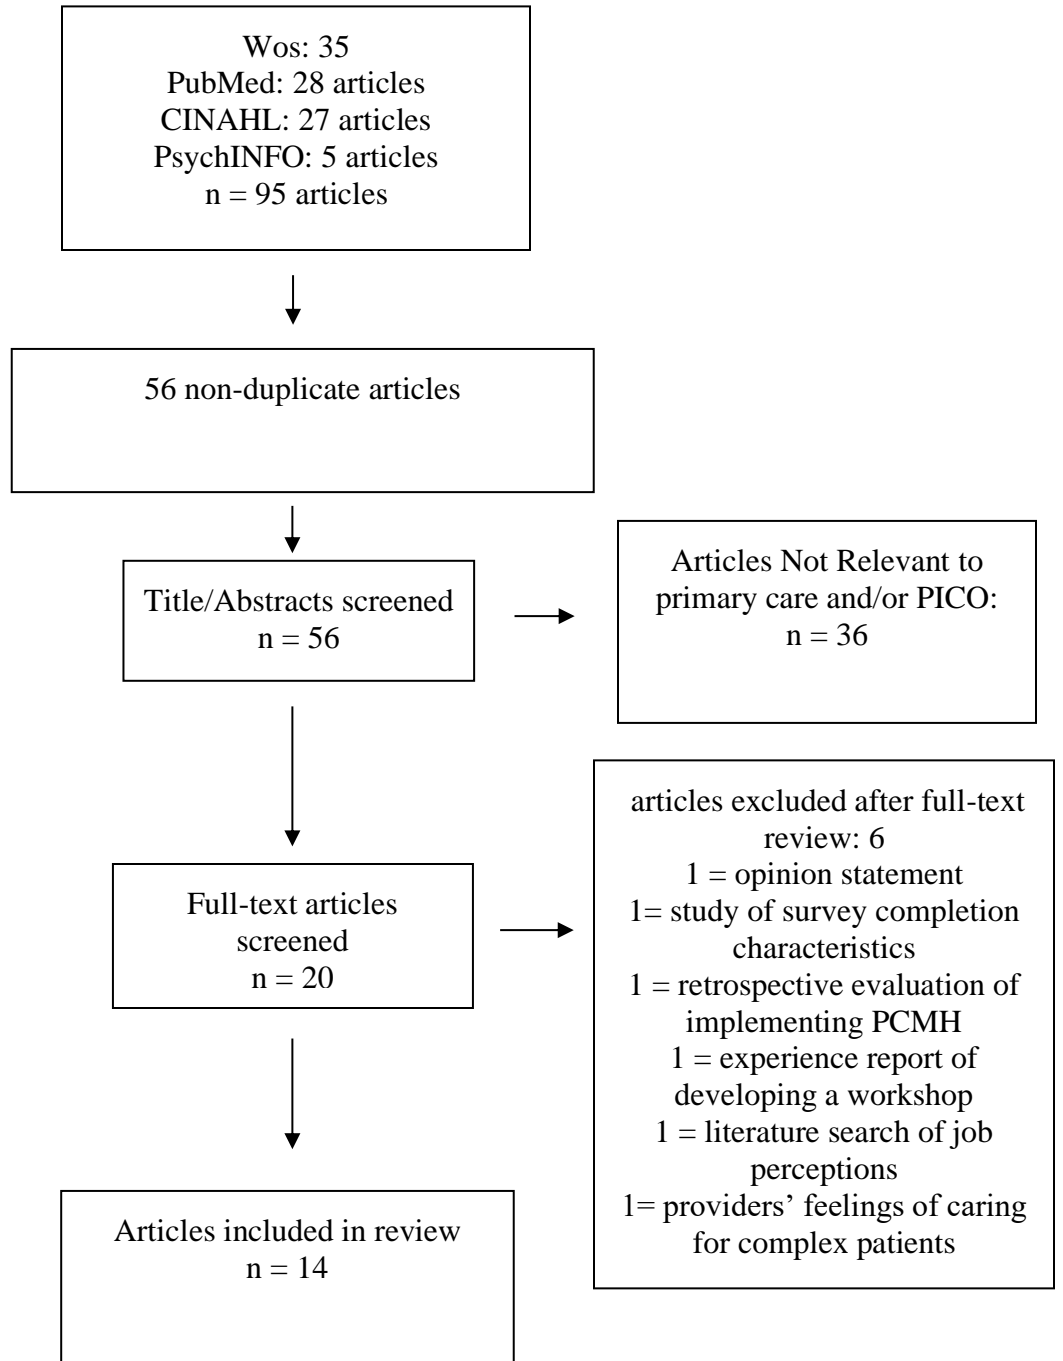 Wos: 35
PubMed: 28 articles
CINAHL: 27 articles
PsychINFO: 5 articles
n = 95 articles
56 non-duplicate articles
Title/Abstracts screened
n = 56
Articles Not Relevant to
primary care and/or PICO:
n = 36
Full-text articles
screened
n = 20
articles excluded after full-text
review: 6
1 = opinion statement
1= study of survey completion
characteristics
1 = retrospective evaluation of
implementing PCMH
1 = experience report of
developing a workshop
1 = literature search of job
perceptions
1= providers’ feelings of caring
for complex patients
Articles included in review
n = 14